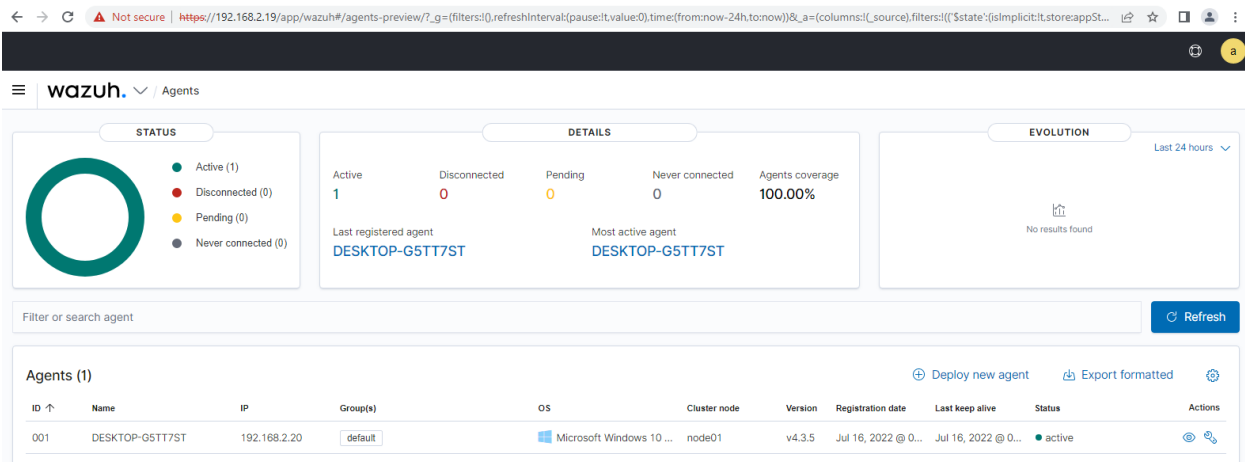 Not secure | https://192.168.2.19/app/wazuh#/agents-preview/?_g=(filters:!(),refreshInterval:(pause:!t,value:0),time:(from:now-24h,to:now))&_a=(columns:!(_source),filters:!(('$state':(isImplicit:!t,store:appSt...
a
wazuh. / Agents
STATUS
Active (1)
Disconnected (0)
Pending (0)
Never connected (0)
DETAILS
Active Disconnected Pending Never connected Agents coverage
1 0 0 0 100.00%
Last registered agent Most active agent
DESKTOP-G5TT7ST DESKTOP-G5TT7ST
EVOLUTION
Last 24 hours
No results found
Filter or search agent
Refresh
Agents (1) Deploy new agent Export formatted
ID Name IP Group(s) OS Cluster node Version Registration date Last keep alive Status Actions
001 DESKTOP-G5TT7ST 192.168.2.20 default Microsoft Windows 10 ... node01 v4.3.5 Jul 16, 2022 @ 0... Jul 16, 2022 @ 0... active